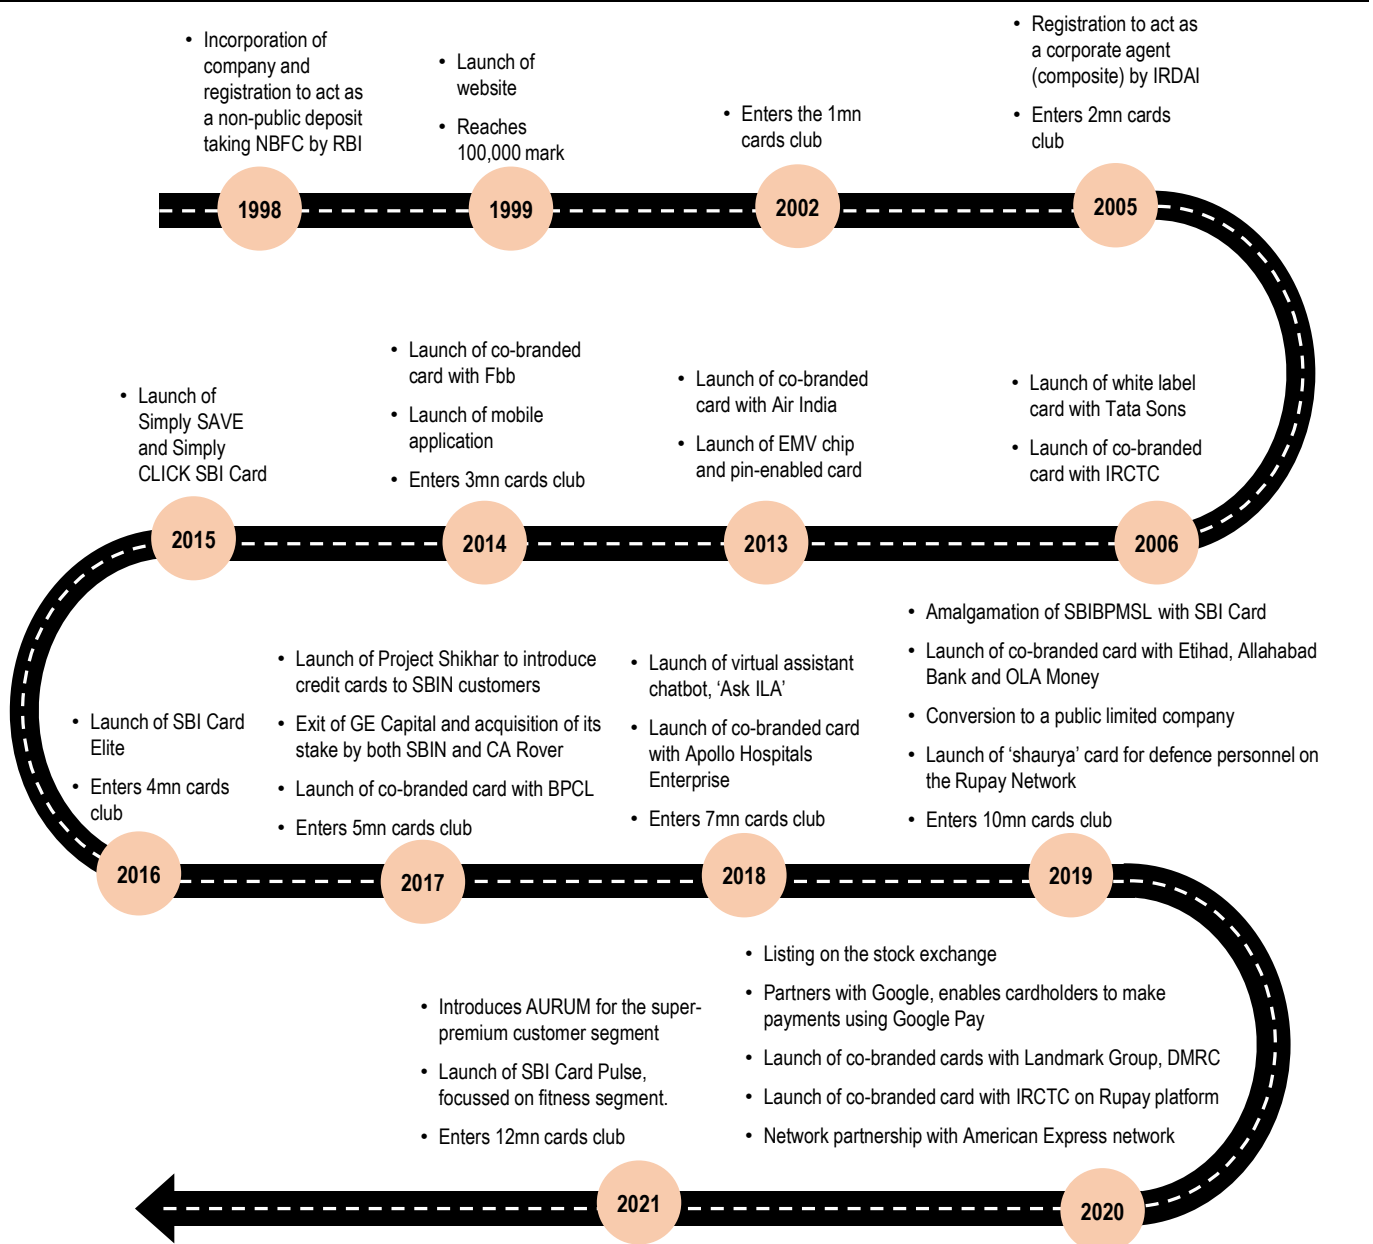 • Incorporation of
company and
registration to act as
a non-public deposit
taking NBFC by RBI
• Launch of
website
• Reaches
100,000 mark
• Enters the 1mn
cards club
• Registration to act as
a corporate agent
(composite) by IRDAI
• Enters 2mn cards
club
1998
1999
2002
2005
• Launch of
Simply SAVE
and Simply
CLICK SBI Card
• Launch of co-branded
card with Fbb
• Launch of mobile
application
• Enters 3mn cards club
• Launch of co-branded
card with Air India
• Launch of EMV chip
and pin-enabled card
• Launch of white label
card with Tata Sons
• Launch of co-branded
card with IRCTC
2015
2014
2013
2006
• Launch of SBI Card
Elite
• Enters 4mn cards
club
• Launch of Project Shikhar to introduce
credit cards to SBIN customers
• Exit of GE Capital and acquisition of its
stake by both SBIN and CA Rover
• Launch of co-branded card with BPCL
• Enters 5mn cards club
• Launch of virtual assistant
chatbot, ‘Ask ILA’
• Launch of co-branded card
with Apollo Hospitals
Enterprise
• Enters 7mn cards club
• Amalgamation of SBIBPMSL with SBI Card
• Launch of co-branded card with Etihad, Allahabad
Bank and OLA Money
• Conversion to a public limited company
• Launch of ‘shaurya’ card for defence personnel on
the Rupay Network
• Enters 10mn cards club
2016
2017
2018
2019
• Introduces AURUM for the super-
premium customer segment
• Launch of SBI Card Pulse,
focussed on fitness segment.
• Enters 12mn cards club
• Listing on the stock exchange
• Partners with Google, enables cardholders to make
payments using Google Pay
• Launch of co-branded cards with Landmark Group, DMRC
• Launch of co-branded card with IRCTC on Rupay platform
• Network partnership with American Express network
2021
2020